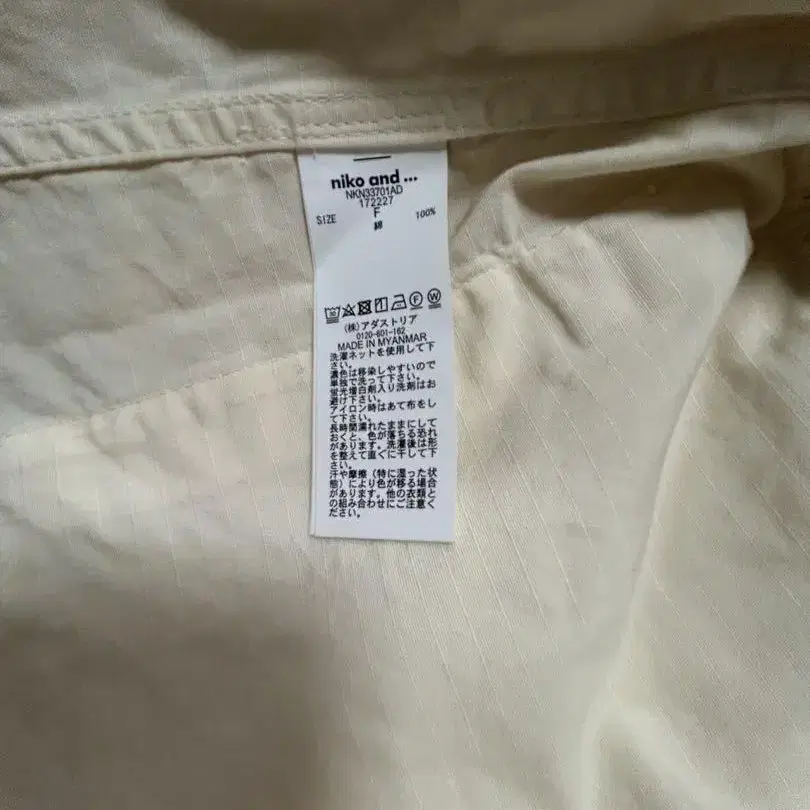 niko and ...
NKN33701AD
172227
SIZE F
綿 100%
(株)アダストリア
0120-601-162
MADE IN MYANMAR
洗濯ネットを使用して下
さい。
濃色は移染しやすいので
単独で洗って下さい。
蛍光増白剤入り洗剤はお
避け下さい。
アイロン時はあて布をし
て下さい。
長時間濡れたままにして
おくと、色が落ちる恐れ
があります。洗濯後は形
を整えて直ぐに干して下
さい。
汗や摩擦（特に湿った状
態）により色が移る場合
があります。他の衣類と
の組み合わせにご注意く
ださい。